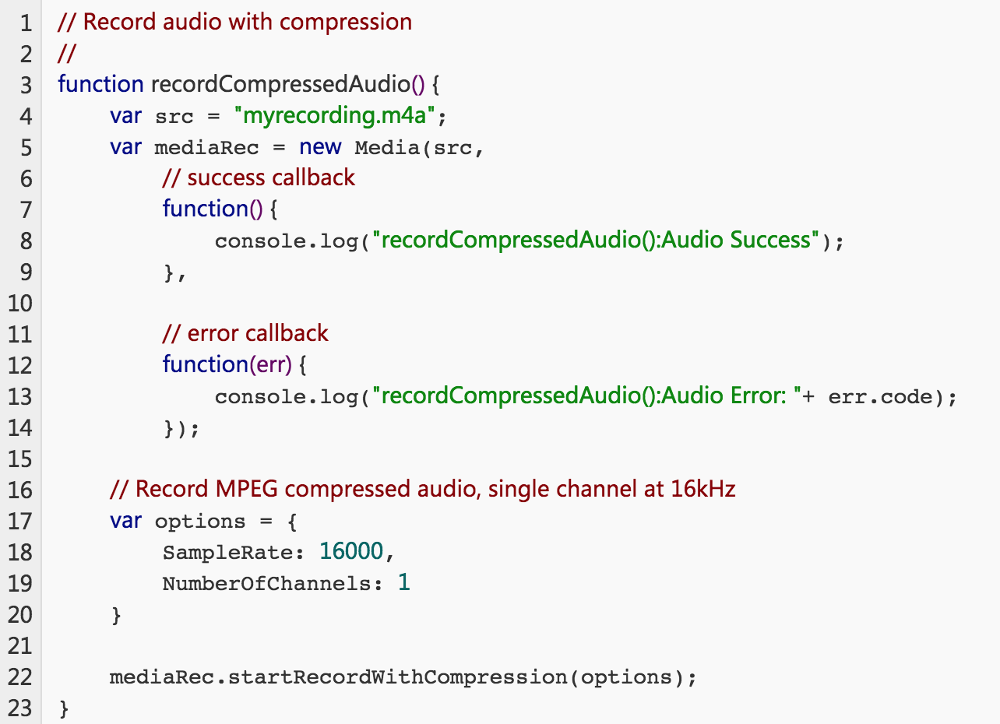 1 // Record audio with compression
2 //
3 function recordCompressedAudio() {
4 var src = "myrecording.m4a";
5 var mediaRec = new Media(src,
6 // success callback
7 function() {
8 console.log("recordCompressedAudio():Audio Success");
9 },
10
11 // error callback
12 function(err) {
13 console.log("recordCompressedAudio():Audio Error: "+ err.code);
14 });
15
16 // Record MPEG compressed audio, single channel at 16kHz
17 var options = {
18 SampleRate: 16000,
19 NumberOfChannels: 1
20 }
21
22 mediaRec.startRecordWithCompression(options);
23 }